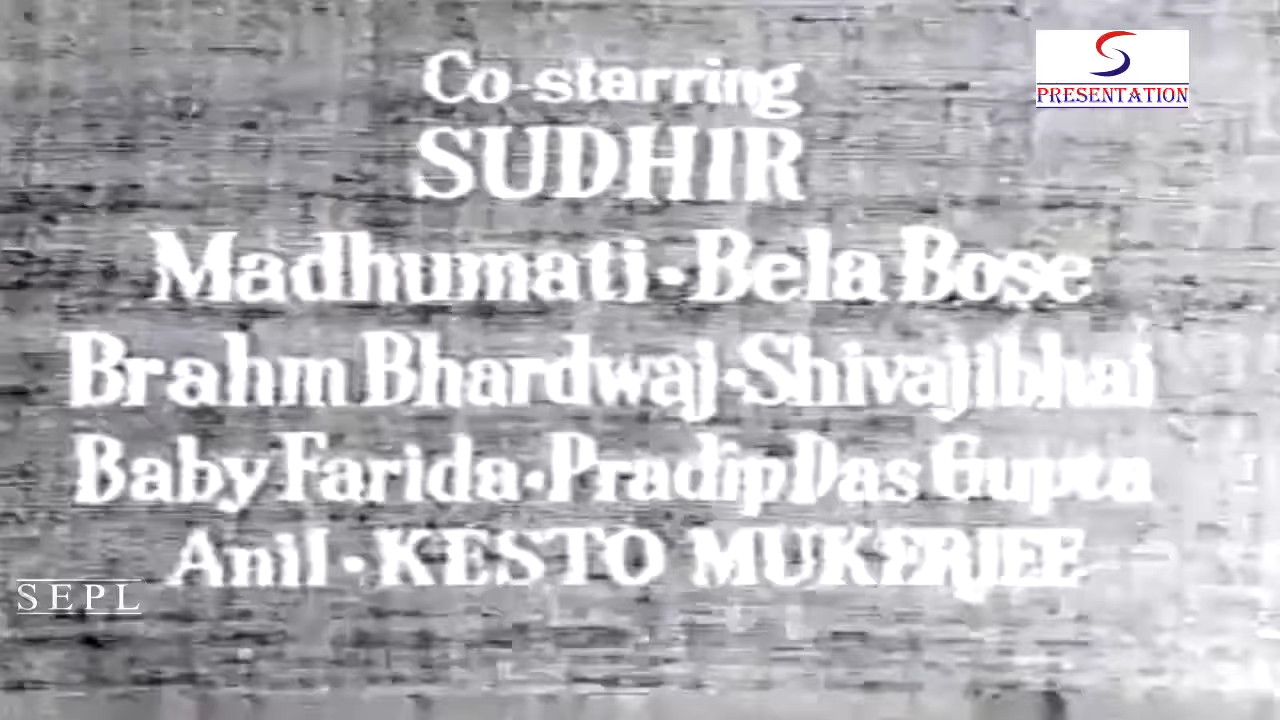 Co-starring
SUDHIR
Madhumati · Bela Bose
Brahm Bhardwaj · Shivajibhai
Baby Farida · Pradip Das Gupta
Anil · KESTO MUKERJEE
S
PRESENTATION
SEPL